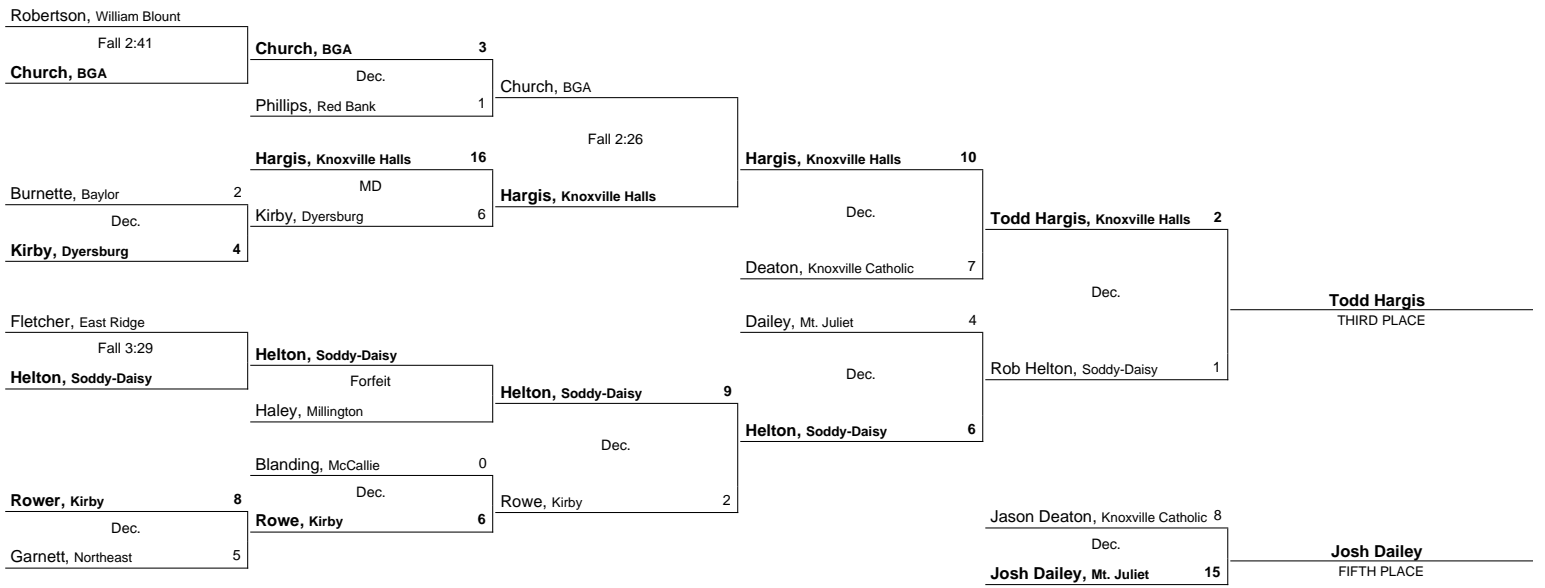 Robertson, William Blount
Fall 2:41
Church, BGA
Burnette, Baylor 2
Dec.
Kirby, Dyersburg 4
Fletcher, East Ridge
Fall 3:29
Helton, Soddy-Daisy
Rower, Kirby 8
Dec.
Garnett, Northeast 5
Church, BGA 3
Dec.
Phillips, Red Bank 1
Hargis, Knoxville Halls 16
MD
Kirby, Dyersburg 6
Helton, Soddy-Daisy
Forfeit
Haley, Millington
Blanding, McCallie 0
Dec.
Rowe, Kirby 6
Church, BGA
Fall 2:26
Hargis, Knoxville Halls
Helton, Soddy-Daisy 9
Dec.
Rowe, Kirby 2
Hargis, Knoxville Halls 10
Dec.
Deaton, Knoxville Catholic 7
Dailey, Mt. Juliet 4
Dec.
Helton, Soddy-Daisy 6
Todd Hargis, Knoxville Halls 2
Dec.
Rob Helton, Soddy-Daisy 1
Todd Hargis
THIRD PLACE
Jason Deaton, Knoxville Catholic 8
Dec.
Josh Dailey, Mt. Juliet 15
Josh Dailey
FIFTH PLACE